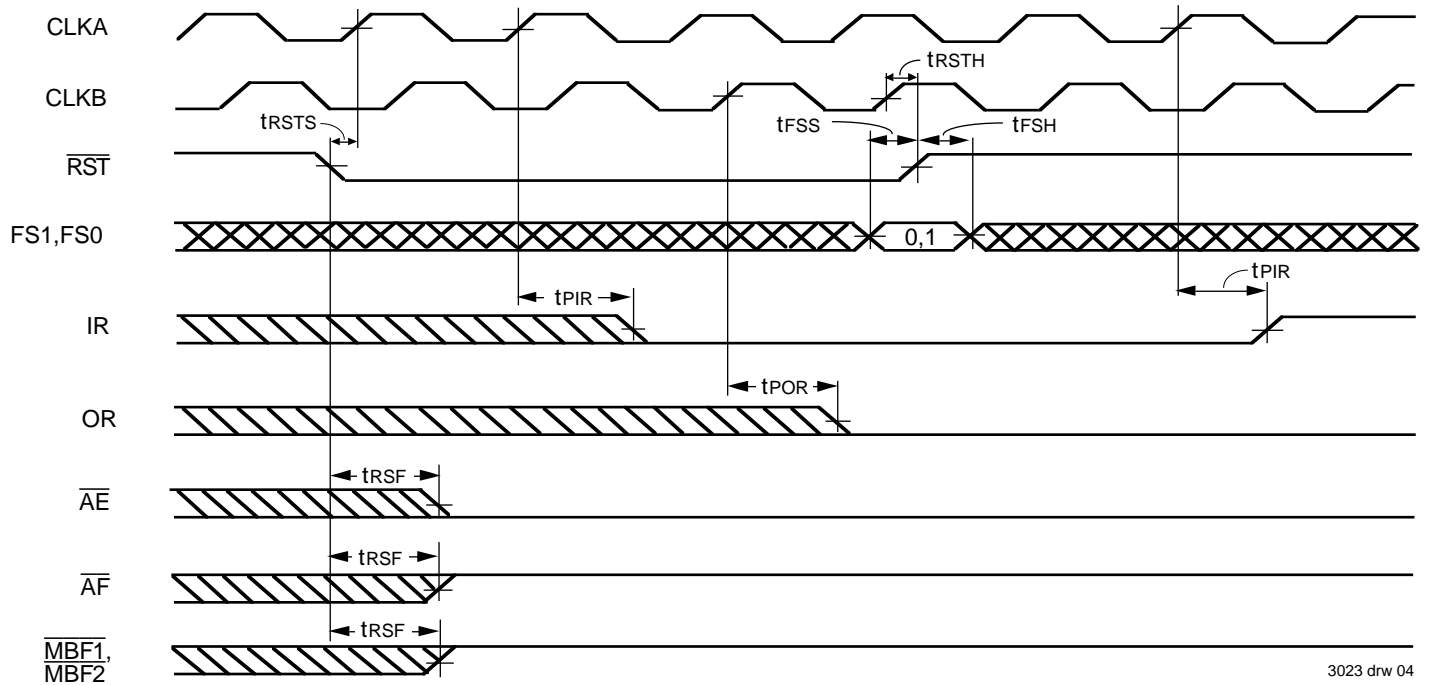 CLKA
tRSTH
CLKB
tRSTS
tFSS
tFSH
RST
FS1,FS0
0,1
tPIR
tPIR
IR
tPOR
OR
tRSF
AE
tRSF
AF
tRSF
MBF1,
MBF2
3023 drw 04